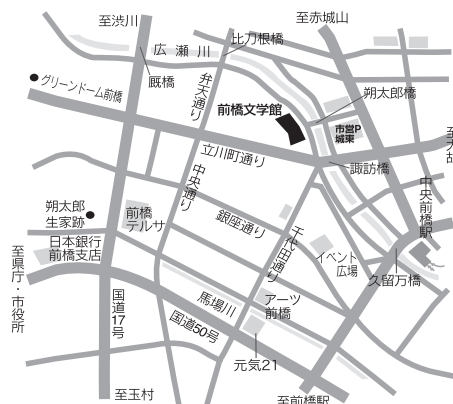 至渋川
至赤城山
広瀬川
比刀根橋
厩橋
グリーンドーム前橋
弁天通り
前橋文学館
朔太郎橋
市営P
城東
至大胡
立川町通り
諏訪橋
中央通り
中央前橋駅
朔太郎
生家跡
前橋
テルサ
銀座通り
千代田通り
イベント
広場
久留万橋
日本銀行
前橋支店
至県庁・市役所
国道17号
馬場川
国道50号
アーツ
前橋
元気21
至玉村
至前橋駅